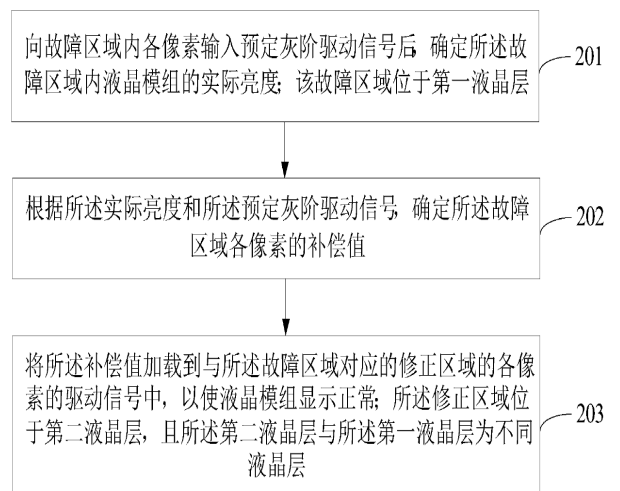 向故障区域内各像素输入预定灰阶驱动信号后,确定所述故
障区域内液晶模组的实际亮度;该故障区域位于第一液晶层
201
根据所述实际亮度和所述预定灰阶驱动信号,确定所述故障
区域各像素的补偿值
202
将所述补偿值加载到与所述故障区域对应的修正区域的各像
素的驱动信号中，以使液晶模组显示正常;所述修正区域位
于第二液晶层，且所述第二液晶层与所述第一液晶层为不同
液晶层
203